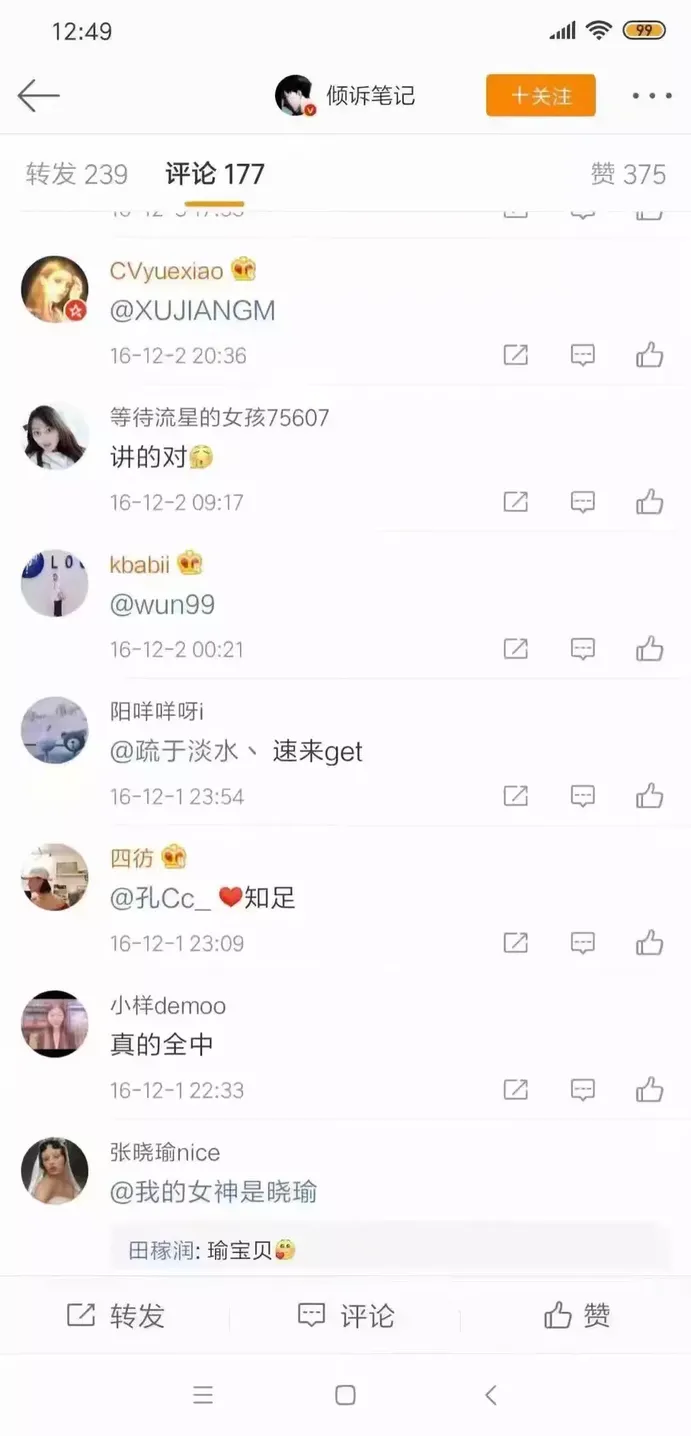 12:49
99
倾诉笔记
+关注
转发 239
评论 177
赞 375
CVyuexiao
@XUJIANGM
16-12-2 20:36
等待流星的女孩75607
讲的对
16-12-2 09:17
LO
kbabii
@wun99
16-12-2 00:21
阳咩咩呀i
@疏于淡水丶 速来get
16-12-1 23:54
四彷
@孔Cc_ ❤知足
16-12-1 23:09
小样demoo
真的全中
16-12-1 22:33
张晓瑜nice
@我的女神是晓瑜
田稼润: 瑜宝贝
转发
评论
赞